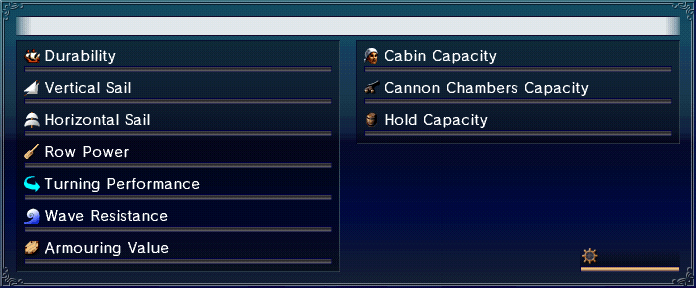 Durability
Vertical Sail
Horizontal Sail
Row Power
Turning Performance
Wave Resistance
Armouring Value
Cabin Capacity
Cannon Chambers Capacity
Hold Capacity